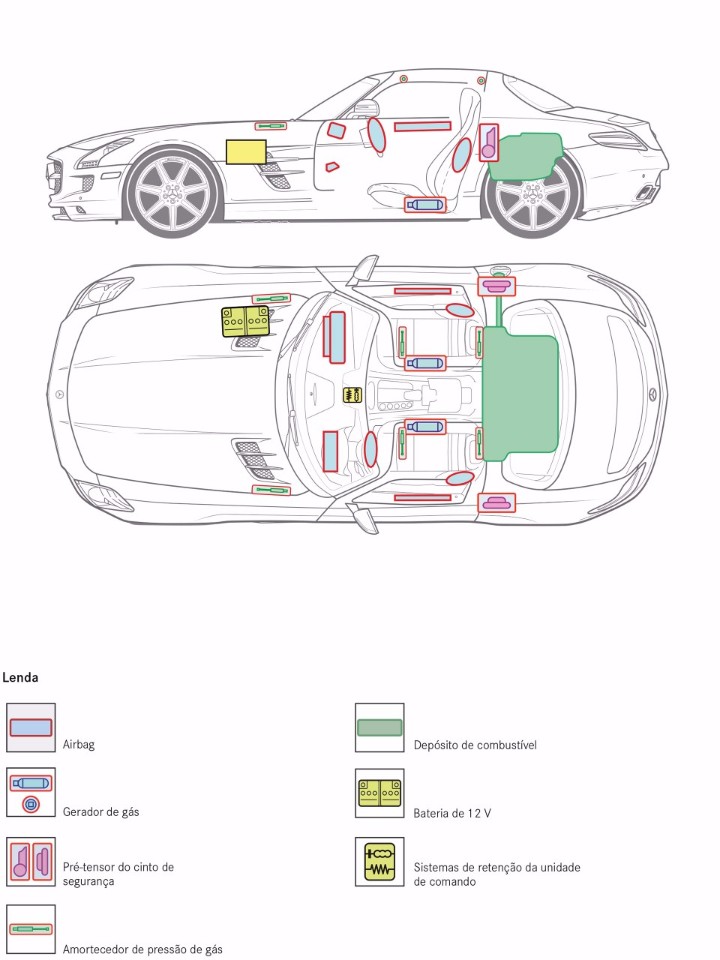 Lenda
Airbag
Depósito de combustível
Gerador de gás
Bateria de 12 V
Pré-tensor do cinto de
segurança
Sistemas de retenção da unidade
de comando
Amortecedor de pressão de gás